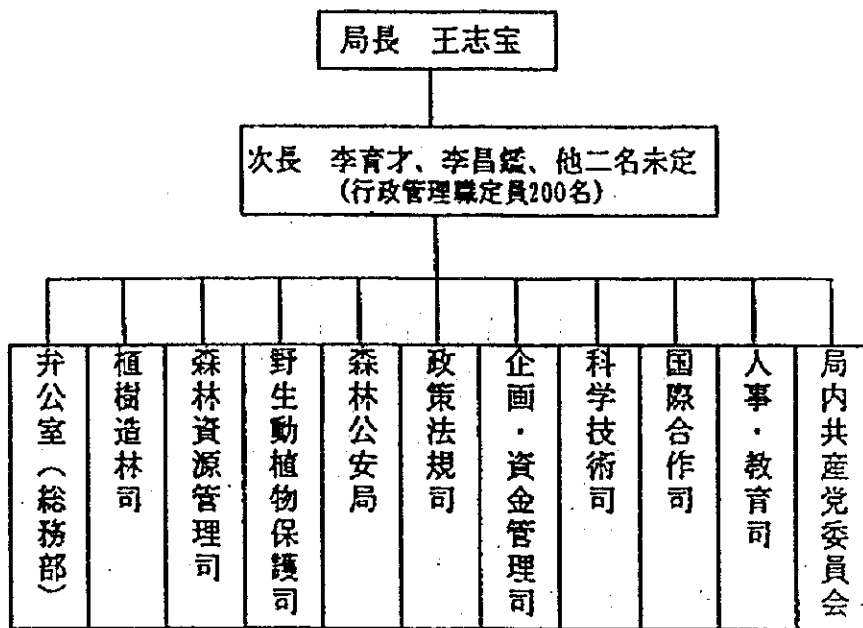 局長　王志宝
次長　李育才、李昌鑑、他二名未定
(行政管理職定員200名)
弁公室（総務部）
植樹造林司
森林資源管理司
野生動植物保護司
森林公安局
政策法規司
企画・資金管理司
科学技術司
国際合作司
人事・教育司
局内共産党委員会